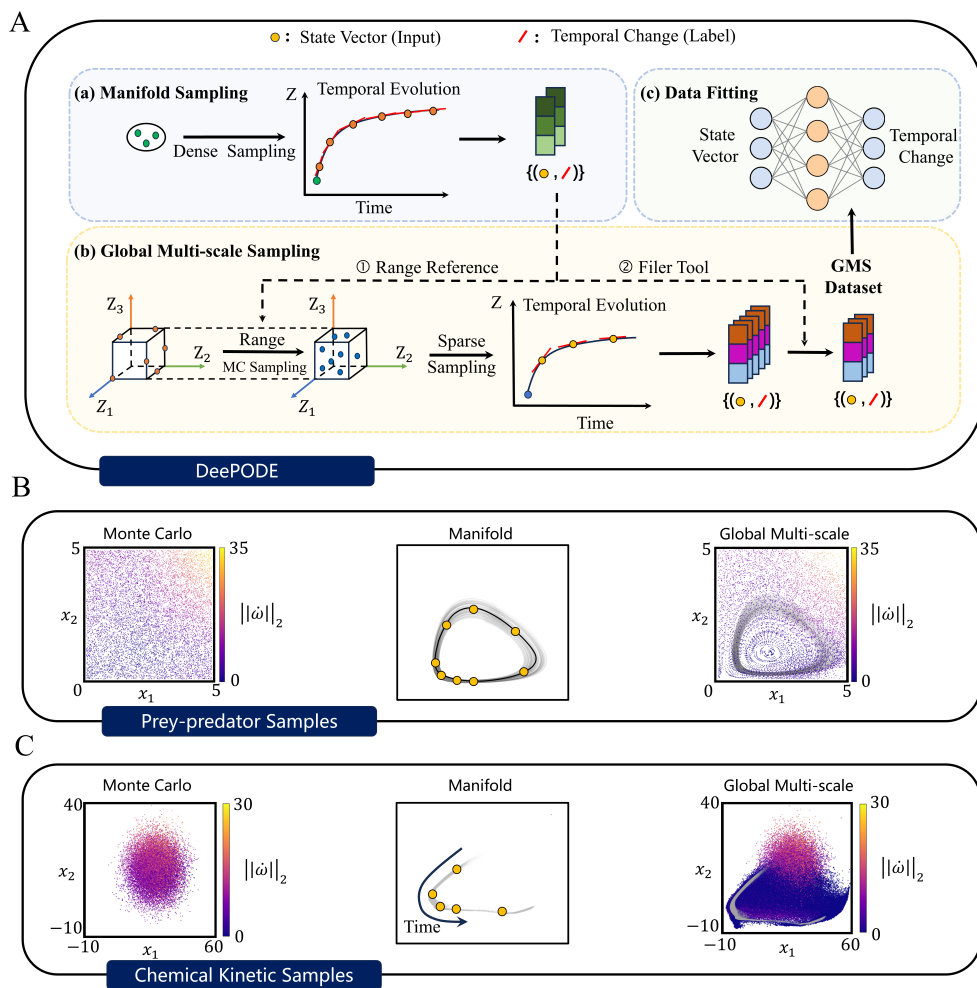 A
: State Vector (Input)
: Temporal Change (Label)
(a) Manifold Sampling
Dense Sampling
Z
Temporal Evolution
Time
{( , )}
(c) Data Fitting
State
Vector
Temporal
Change
(b) Global Multi-scale Sampling
① Range Reference
② Filer Tool
GMS
Dataset
Z3
Z2
Z1
Range
MC Sampling
Z3
Z2
Z1
Sparse
Sampling
Z
Temporal Evolution
Time
{( , )}
{( , )}
DeePODE
B
Monte Carlo
5
x2
0
x1
5
35
||ω̇||2
0
Manifold
Global Multi-scale
5
x2
0
x1
5
35
||ω̇||2
0
Prey-predator Samples
C
Monte Carlo
40
x2
−10
−10
x1
60
30
||ω̇||2
0
Manifold
Time
Global Multi-scale
40
x2
−10
−10
x1
60
30
||ω̇||2
0
Chemical Kinetic Samples